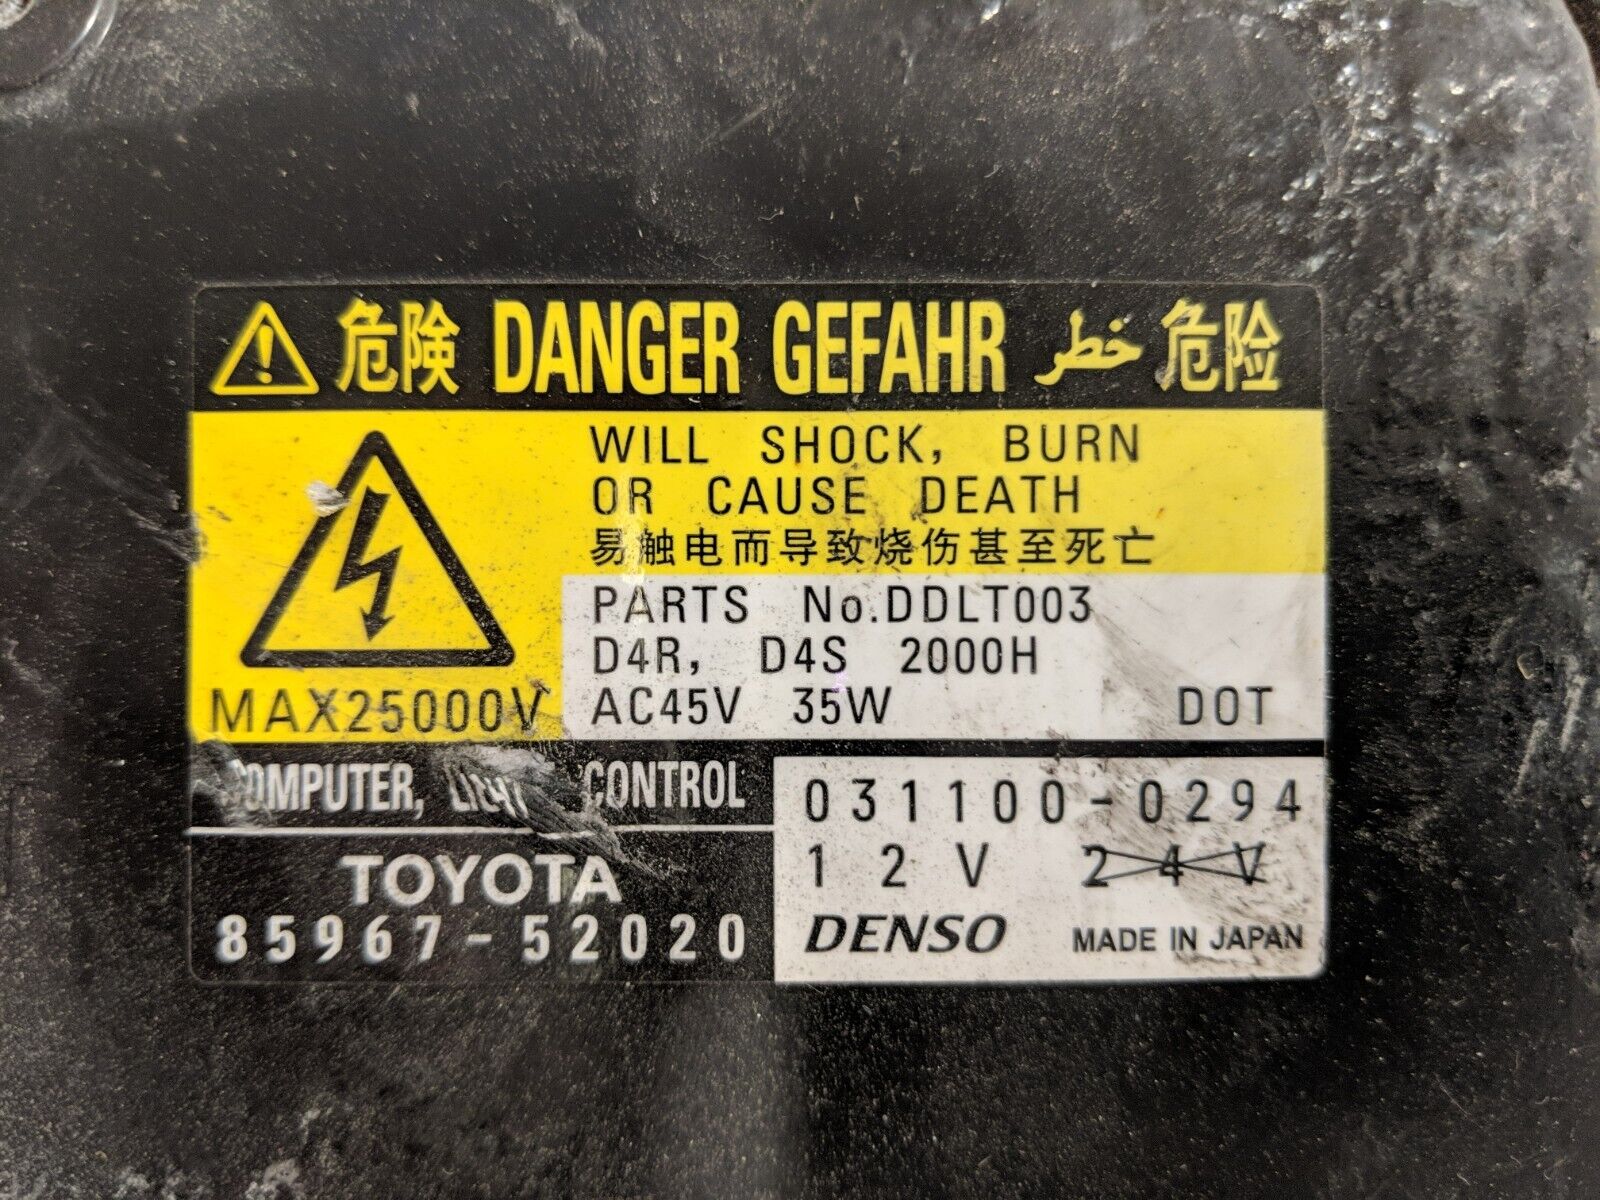 危険 DANGER GEFAHR خطر 危险
WILL SHOCK, BURN
OR CAUSE DEATH
易触电而导致烧伤甚至死亡
PARTS No.DDLT003
D4R, D4S 2000H
AC45V 35W DOT
MAX25000V
COMPUTER, LIGHT CONTROL
TOYOTA
85967-52020
031100-0294
12V 24V
DENSO MADE IN JAPAN